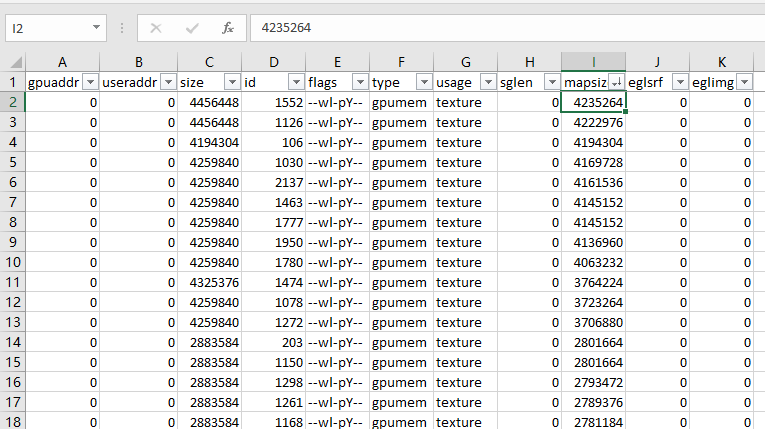 I2 fx 4235264
A B C D E F G H I J K
1 gpuaddr useraddr size id flags type usage sglen mapsiz eglsrf eglimg
2 0 0 4456448 1552 --wl-pY-- gpumem texture 0 4235264 0 0
3 0 0 4456448 1126 --wl-pY-- gpumem texture 0 4222976 0 0
4 0 0 4194304 106 --wl-pY-- gpumem texture 0 4194304 0 0
5 0 0 4259840 1030 --wl-pY-- gpumem texture 0 4169728 0 0
6 0 0 4259840 2137 --wl-pY-- gpumem texture 0 4161536 0 0
7 0 0 4259840 1463 --wl-pY-- gpumem texture 0 4145152 0 0
8 0 0 4259840 1777 --wl-pY-- gpumem texture 0 4145152 0 0
9 0 0 4259840 1950 --wl-pY-- gpumem texture 0 4136960 0 0
10 0 0 4259840 1780 --wl-pY-- gpumem texture 0 4063232 0 0
11 0 0 4325376 1474 --wl-pY-- gpumem texture 0 3764224 0 0
12 0 0 4259840 1078 --wl-pY-- gpumem texture 0 3723264 0 0
13 0 0 4259840 1272 --wl-pY-- gpumem texture 0 3706880 0 0
14 0 0 2883584 203 --wl-pY-- gpumem texture 0 2801664 0 0
15 0 0 2883584 1150 --wl-pY-- gpumem texture 0 2801664 0 0
16 0 0 2883584 1298 --wl-pY-- gpumem texture 0 2793472 0 0
17 0 0 2883584 1261 --wl-pY-- gpumem texture 0 2789376 0 0
18 0 0 2883584 1168 --wl-pY-- gpumem texture 0 2781184 0 0